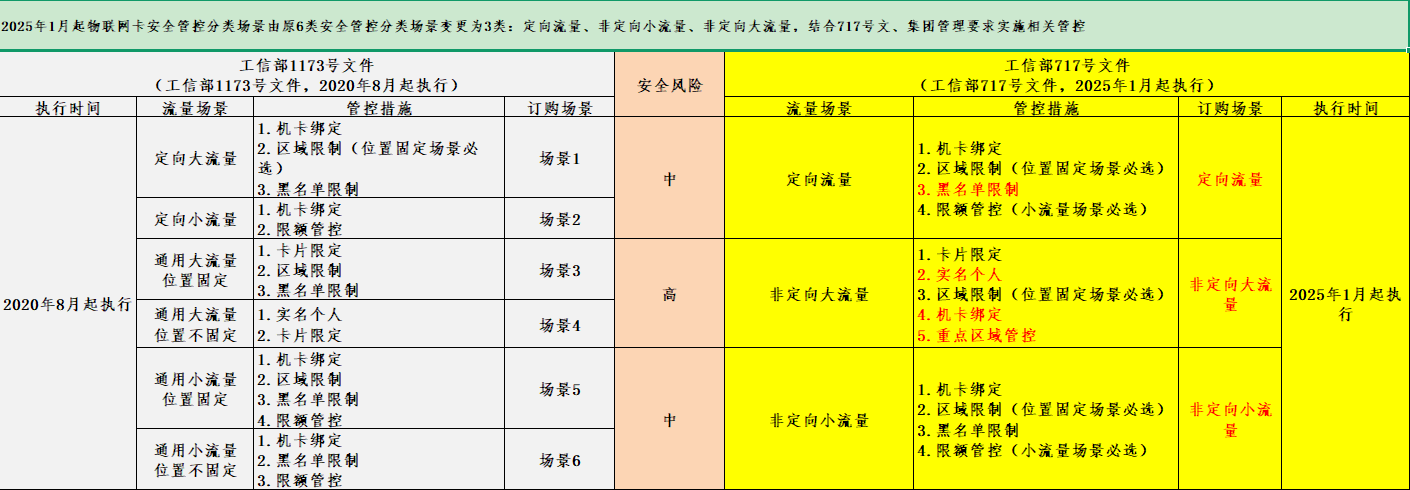 2025年1月起物联网卡安全管控分类场景由原6类安全管控分类场景变更为3类：定向流量、非定向小流量、非定向大流量，结合717号文、集团管理要求实施相关管控
工信部1173号文件
（工信部1173号文件，2020年8月起执行）
安全风险
工信部717号文件
（工信部717号文件，2025年1月起执行）
执行时间
流量场景
管控措施
订购场景
流量场景
管控措施
订购场景
执行时间
2020年8月起执行
定向大流量
1.机卡绑定
2.区域限制（位置固定场景必
选）
3.黑名单限制
场景1
定向小流量
1.机卡绑定
2.限额管控
场景2
中
定向流量
1.机卡绑定
2.区域限制（位置固定场景必选）
3.黑名单限制
4.限额管控（小流量场景必选）
定向流量
通用大流量
位置固定
1.卡片限定
2.区域限制
3.黑名单限制
场景3
通用大流量
位置不固定
1.实名个人
2.卡片限定
场景4
高
非定向大流量
1.卡片限定
2.实名个人
3.区域限制（位置固定场景必选）
4.机卡绑定
5.重点区域管控
非定向大流
量
2025年1月起执
行
通用小流量
位置固定
1.机卡绑定
2.区域限制
3.黑名单限制
4.限额管控
场景5
通用小流量
位置不固定
1.机卡绑定
2.黑名单限制
3.限额管控
场景6
中
非定向小流量
1.机卡绑定
2.区域限制（位置固定场景必选）
3.黑名单限制
4.限额管控（小流量场景必选）
非定向小流
量